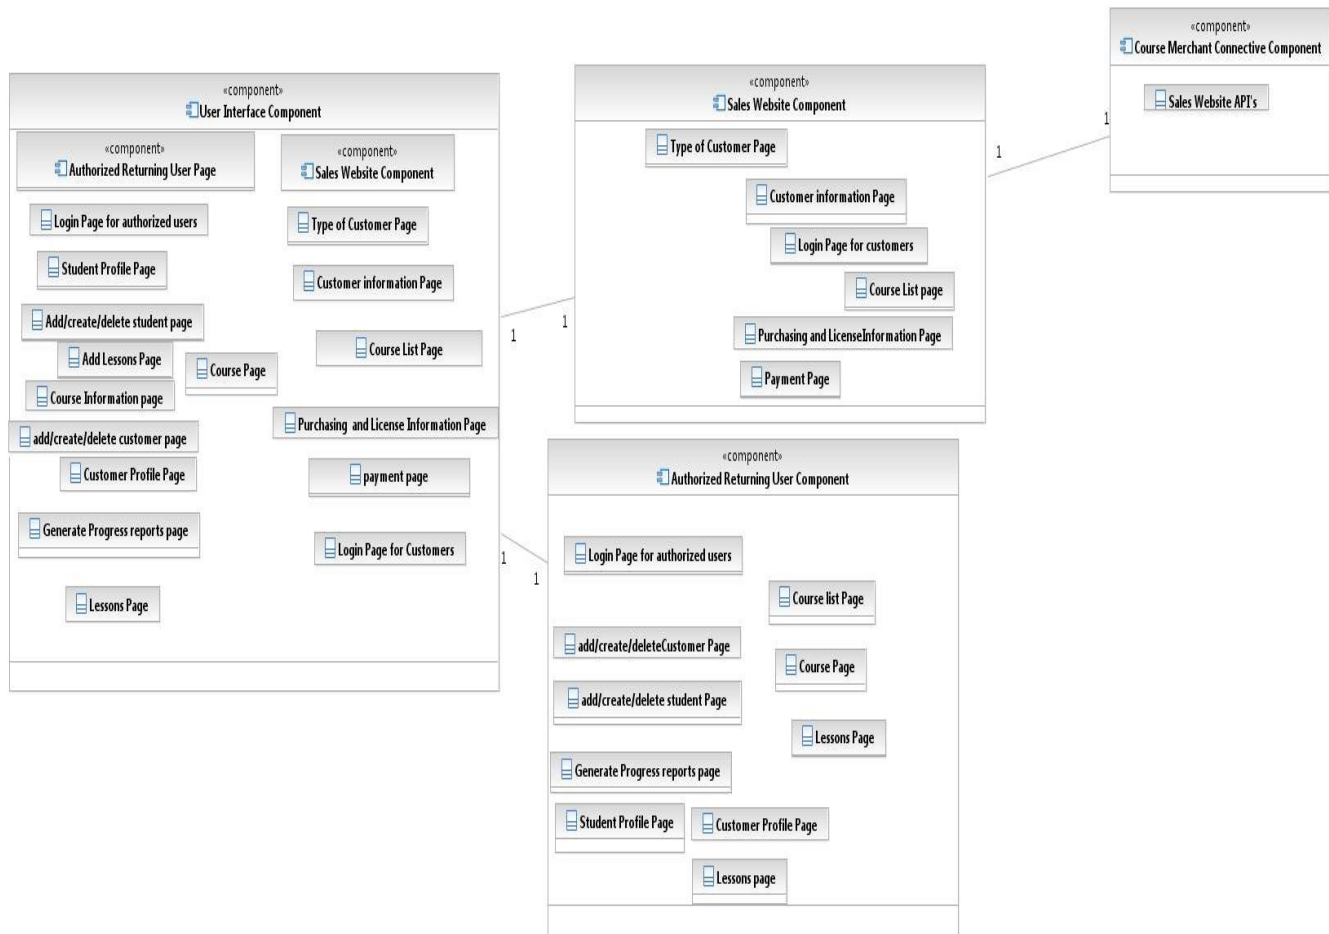 «component»
User Interface Component
«component»
Authorized Returning User Page
Login Page for authorized users
Student Profile Page
Add/create/delete student page
Add Lessons Page
Course Page
Course Information page
add/create/delete customer page
Customer Profile Page
Generate Progress reports page
Lessons Page
«component»
Sales Website Component
Type of Customer Page
Customer information Page
Course List Page
Purchasing and License Information Page
payment page
Login Page for Customers
1
1
1
1
«component»
Sales Website Component
Type of Customer Page
Customer information Page
Login Page for customers
Course List page
Purchasing and LicenseInformation Page
Payment Page
1
1
«component»
Course Merchant Connective Component
Sales Website API's
«component»
Authorized Returning User Component
Login Page for authorized users
Course list Page
add/create/deleteCustomer Page
Course Page
add/create/delete student Page
Lessons Page
Generate Progress reports page
Student Profile Page
Customer Profile Page
Lessons page